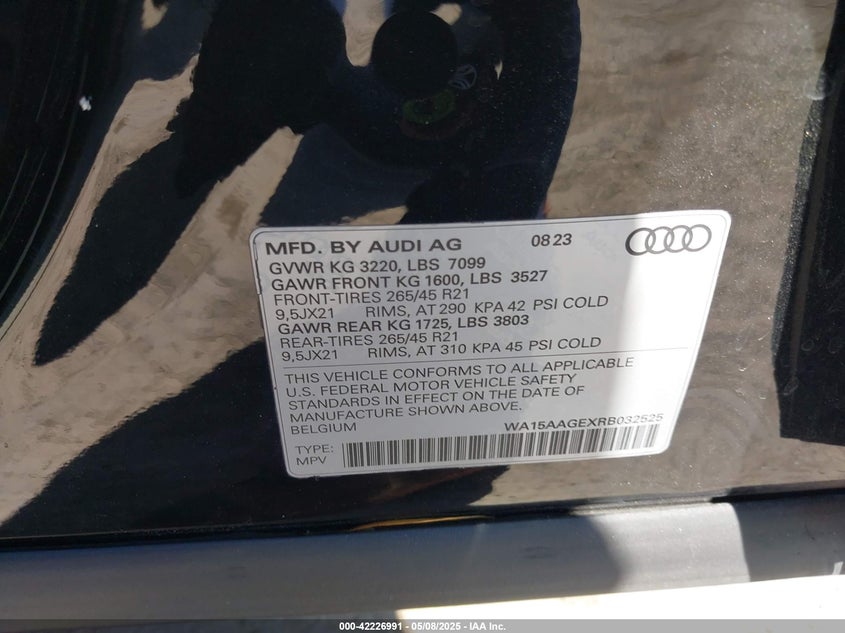 MFD. BY AUDI AG 08 23
GVWR KG 3220, LBS 7099
GAWR FRONT KG 1600, LBS 3527
FRONT-TIRES 265/45 R21
9,5JX21 RIMS, AT 290 KPA 42 PSI COLD
GAWR REAR KG 1725, LBS 3803
REAR-TIRES 265/45 R21
9,5JX21 RIMS, AT 310 KPA 45 PSI COLD
THIS VEHICLE CONFORMS TO ALL APPLICABLE
U.S. FEDERAL MOTOR VEHICLE SAFETY
STANDARDS IN EFFECT ON THE DATE OF
MANUFACTURE SHOWN ABOVE.
BELGIUM WA15AAGEXRB032525
TYPE:
MPV
000-42226991 - 05/08/2025 - IAA Inc.